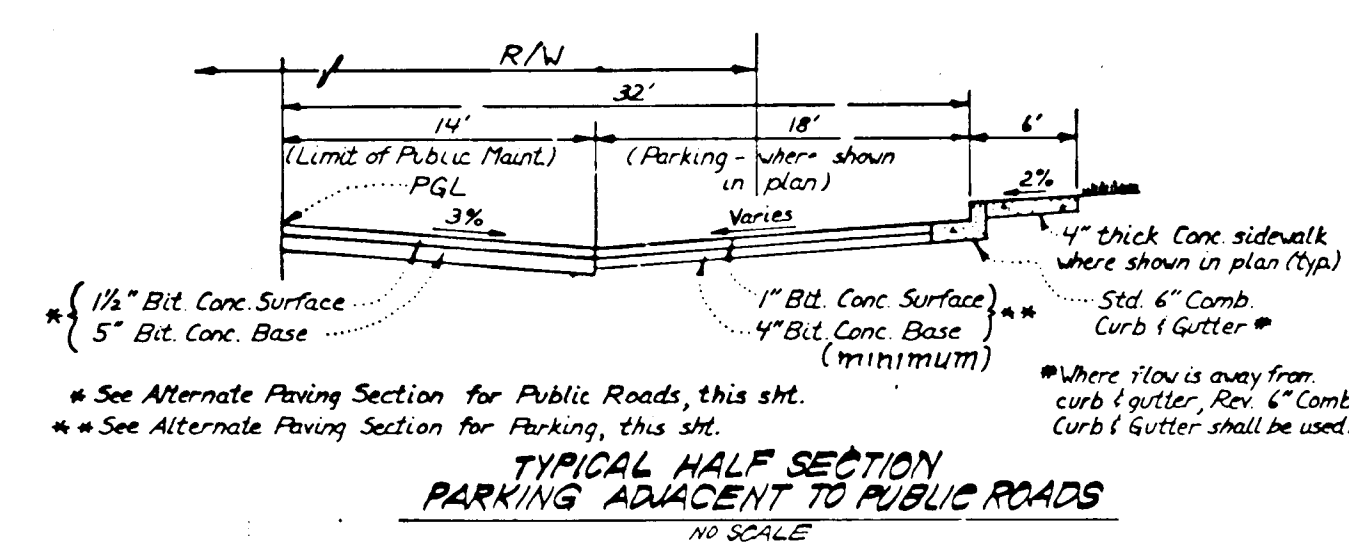 R/W
32'
14'
18'
6'
(Limit of Public Maint.)
(Parking - where shown
in plan)
PGL
3%
Varies
2%
4" thick Conc. sidewalk
where shown in plan (typ.)
* { 1½" Bit. Conc. Surface
5" Bit. Conc. Base
1" Bit. Conc. Surface } * *
4" Bit. Conc. Base
(minimum)
Std. 6" Comb.
Curb & Gutter #
* See Alternate Paving Section for Public Roads, this sht.
* * See Alternate Paving Section for Parking, this sht.
# Where flow is away from
curb & gutter, Rev. 6" Comb
Curb & Gutter shall be used.
TYPICAL HALF SECTION
PARKING ADJACENT TO PUBLIC ROADS
NO SCALE